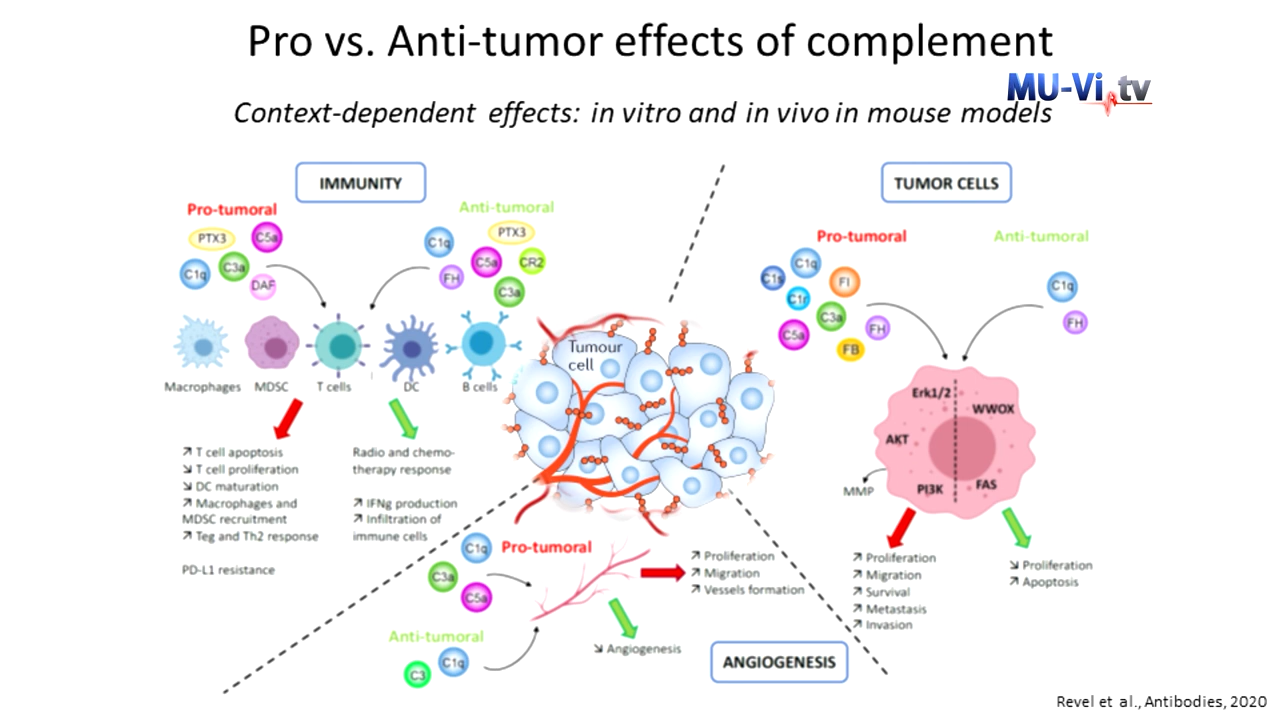 Pro vs. Anti-tumor effects of complement
MU-Vi.tv
Context-dependent effects: in vitro and in vivo in mouse models
IMMUNITY
Pro-tumoral
PTX3
C5a
C1q
C3a
DAF
Anti-tumoral
C1q
PTX3
FH
C5a
CR2
C3a
Macrophages
MDSC
T cells
DC
B cells
↗ T cell apoptosis
↘ T cell proliferation
↘ DC maturation
↗ Macrophages and
MDSC recruitment
↗ Teg and Th2 response
PD-L1 resistance
Radio and chemo-
therapy response
↗ IFNg production
↗ Infiltration of
immune cells
Tumour
cell
TUMOR CELLS
Pro-tumoral
C1q
C1s
FI
C1r
C3a
C5a
FH
FB
Anti-tumoral
C1q
FH
Erk1/2
WWOX
AKT
MMP
PI3K
FAS
↗ Proliferation
↗ Migration
↗ Survival
↗ Metastasis
↗ Invasion
↘ Proliferation
↗ Apoptosis
C1q
Pro-tumoral
C3a
C5a
↗ Proliferation
↗ Migration
↗ Vessels formation
Anti-tumoral
C3
C1q
↘ Angiogenesis
ANGIOGENESIS
Revel et al., Antibodies, 2020